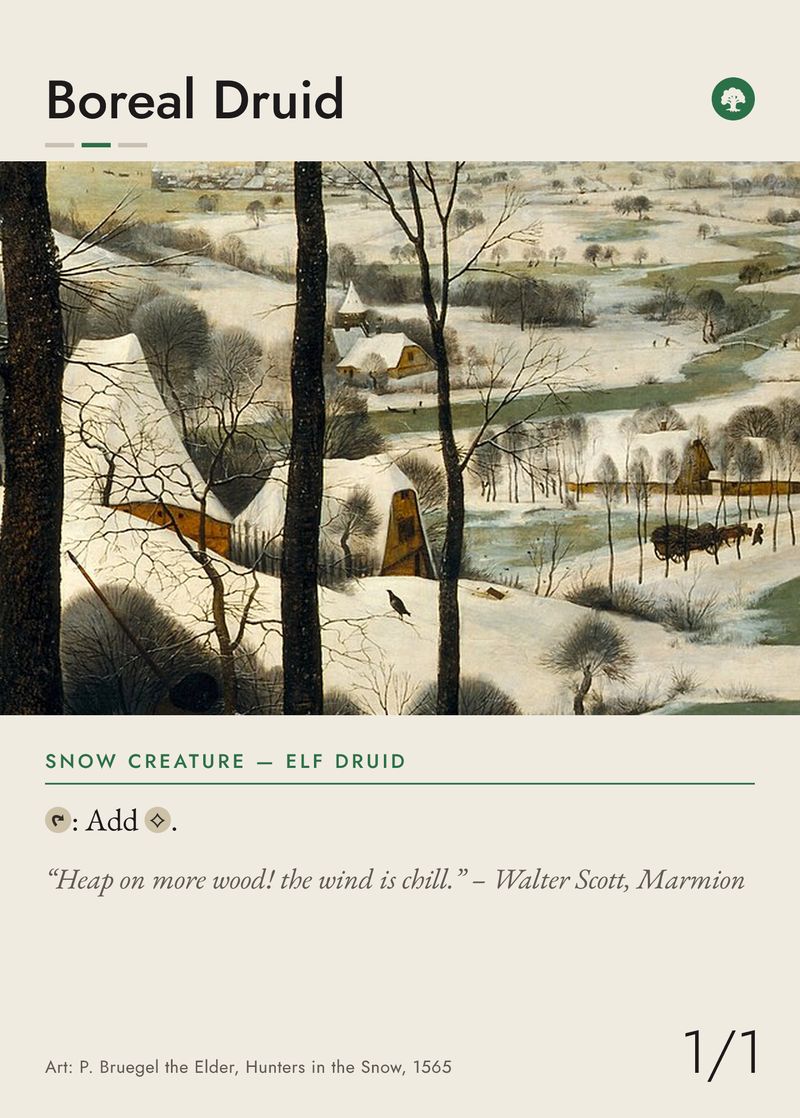 Boreal Druid
SNOW CREATURE — ELF DRUID
: Add .
“Heap on more wood! the wind is chill.” – Walter Scott, Marmion
Art: P. Bruegel the Elder, Hunters in the Snow, 1565
1/1